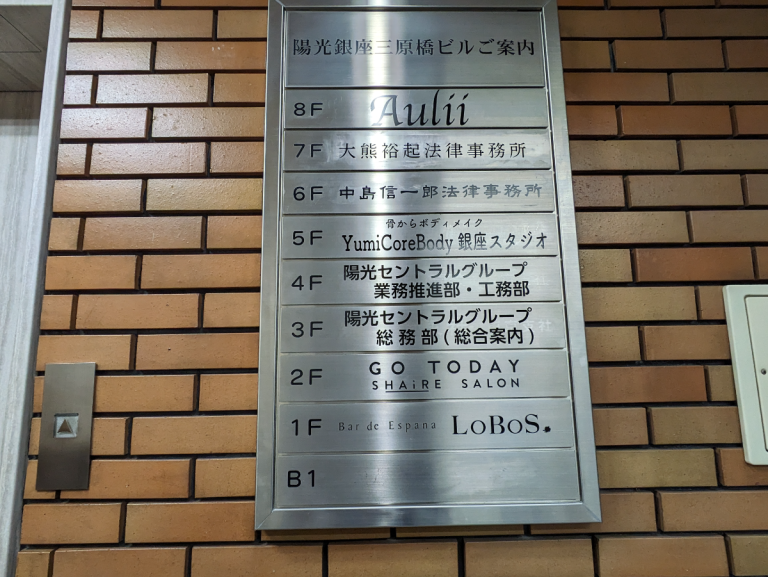 陽光銀座三原橋ビルご案内
8F Aulii
7F 大熊裕起法律事務所
6F 中島信一郎法律事務所
骨からボディメイク
5F YumiCoreBody 銀座スタジオ
陽光セントラルグループ
4F 業務推進部・工務部
陽光セントラルグループ
3F 総務部(総合案内)
2F GO TODAY
SHAiRE SALON
1F Bar de Espana LOBOS.
B1